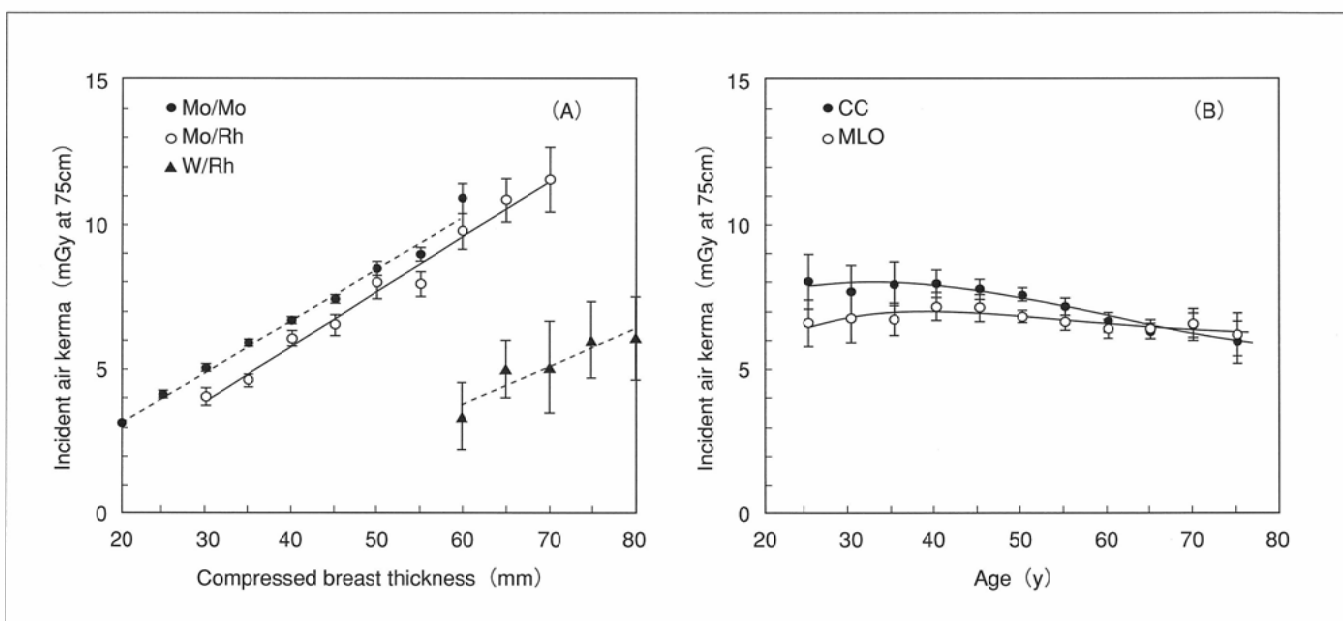 15
10
5
0
Incident air kerma (mGy at 75cm)
Mo/Mo
Mo/Rh
W/Rh
(A)
20 30 40 50 60 70 80
Compressed breast thickness (mm)
15
10
5
0
Incident air kerma (mGy at 75cm)
CC
MLO
(B)
20 30 40 50 60 70 80
Age (y)